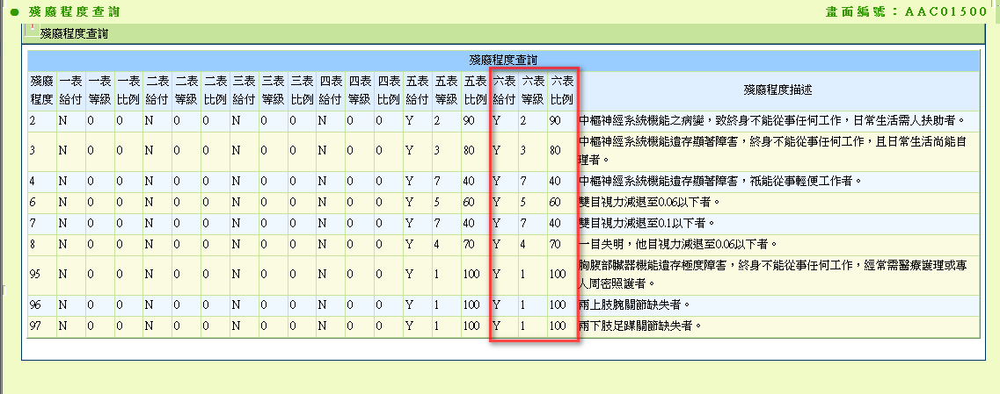 殘廢程度查詢 畫面編號：AAC01500
殘廢程度查詢
殘廢程度查詢
殘廢 一表 一表 一表 二表 二表 二表 三表 三表 三表 四表 四表 四表 五表 五表 五表 六表 六表 六表 殘廢程度描述
程度 給付 等級 比例 給付 等級 比例 給付 等級 比例 給付 等級 比例 給付 等級 比例 給付 等級 比例
2 N 0 0 N 0 0 N 0 0 N 0 0 Y 2 90 Y 2 90 中樞神經系統機能之病變，致終身不能從事任何工作，日常生活需人扶助者。
3 N 0 0 N 0 0 N 0 0 N 0 0 Y 3 80 Y 3 80 中樞神經系統機能遺存顯著障害，終身不能從事任何工作，且日常生活尚能自
理者。
4 N 0 0 N 0 0 N 0 0 N 0 0 Y 7 40 Y 7 40 中樞神經系統機能遺存顯著障害，祇能從事輕便工作者。
6 N 0 0 N 0 0 N 0 0 N 0 0 Y 5 60 Y 5 60 雙目視力減退至0.06以下者。
7 N 0 0 N 0 0 N 0 0 N 0 0 Y 7 40 Y 7 40 雙目視力減退至0.1以下者。
8 N 0 0 N 0 0 N 0 0 N 0 0 Y 4 70 Y 4 70 一目失明，他目視力減退至0.06以下者。
95 N 0 0 N 0 0 N 0 0 N 0 0 Y 1 100 Y 1 100 胸腹部臟器機能遺存極度障害，終身不能從事任何工作，經常需醫療護理或專
人周密照護者。
96 N 0 0 N 0 0 N 0 0 N 0 0 Y 1 100 Y 1 100 兩上肢腕關節缺失者。
97 N 0 0 N 0 0 N 0 0 N 0 0 Y 1 100 Y 1 100 兩下肢足踝關節缺失者。